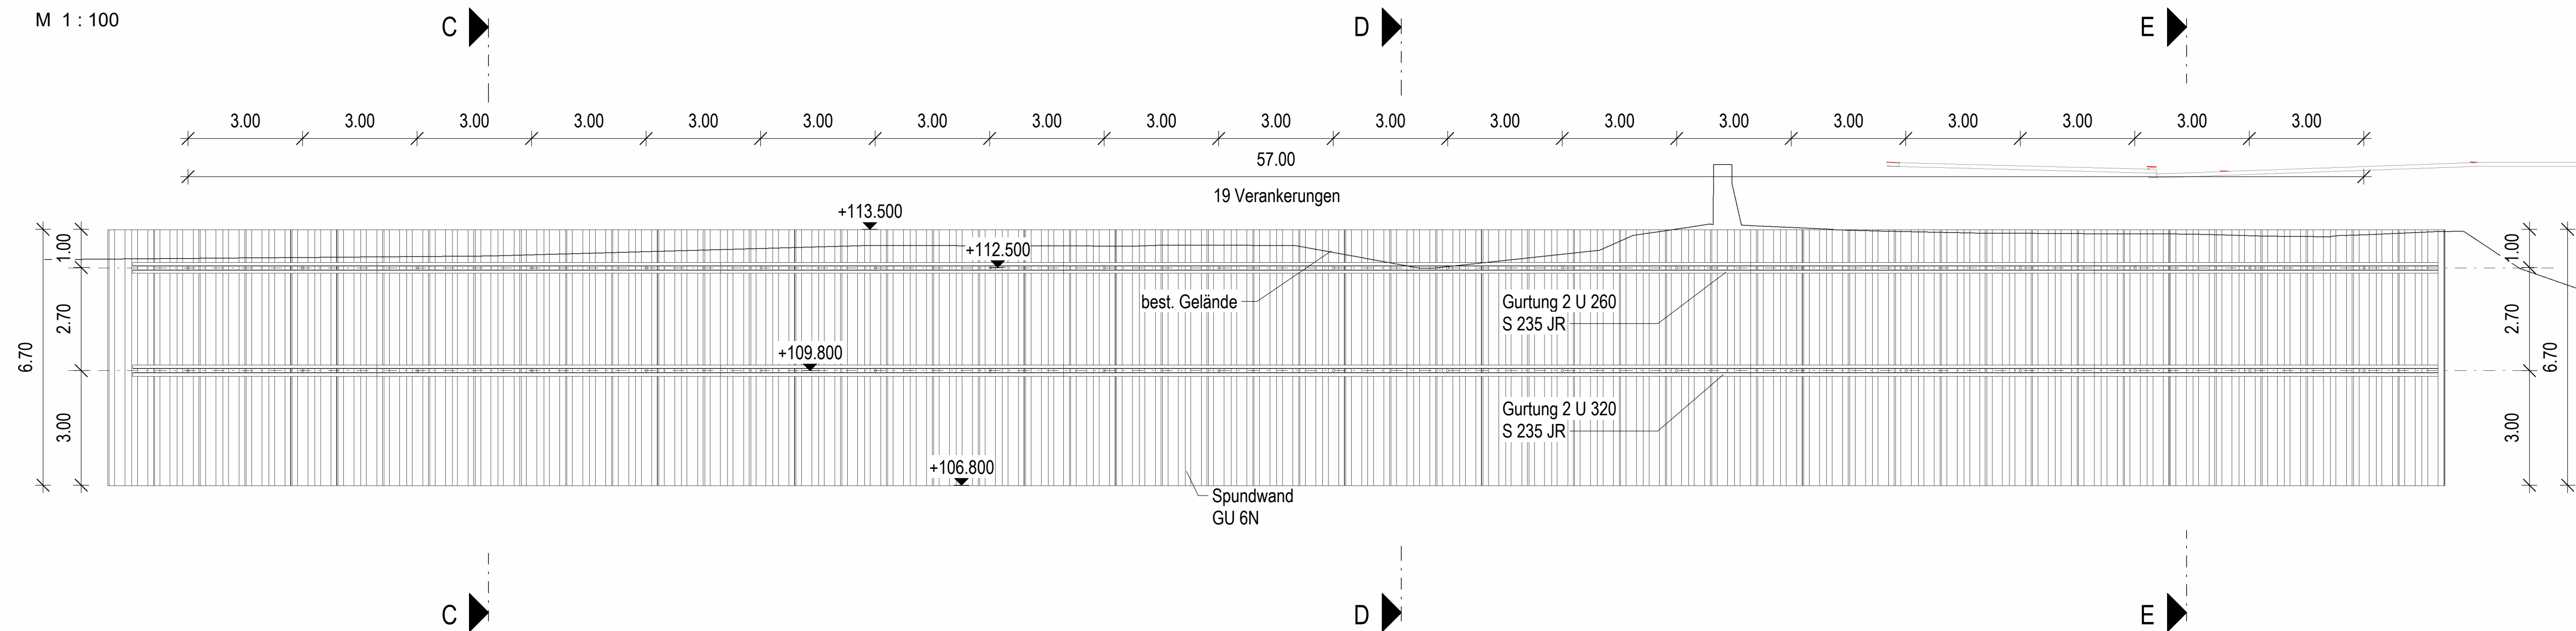 M 1 : 100
C
D
E
3.00 3.00 3.00 3.00 3.00 3.00 3.00 3.00 3.00 3.00 3.00 3.00 3.00 3.00 3.00 3.00 3.00 3.00 3.00
57.00
19 Verankerungen
+113.500
+112.500
1.00
2.70
3.00
6.70
best. Gelände
Gurtung 2 U 260
S 235 JR
+109.800
Gurtung 2 U 320
S 235 JR
+106.800
Spundwand
GU 6N
1.00
2.70
3.00
6.70
C
D
E